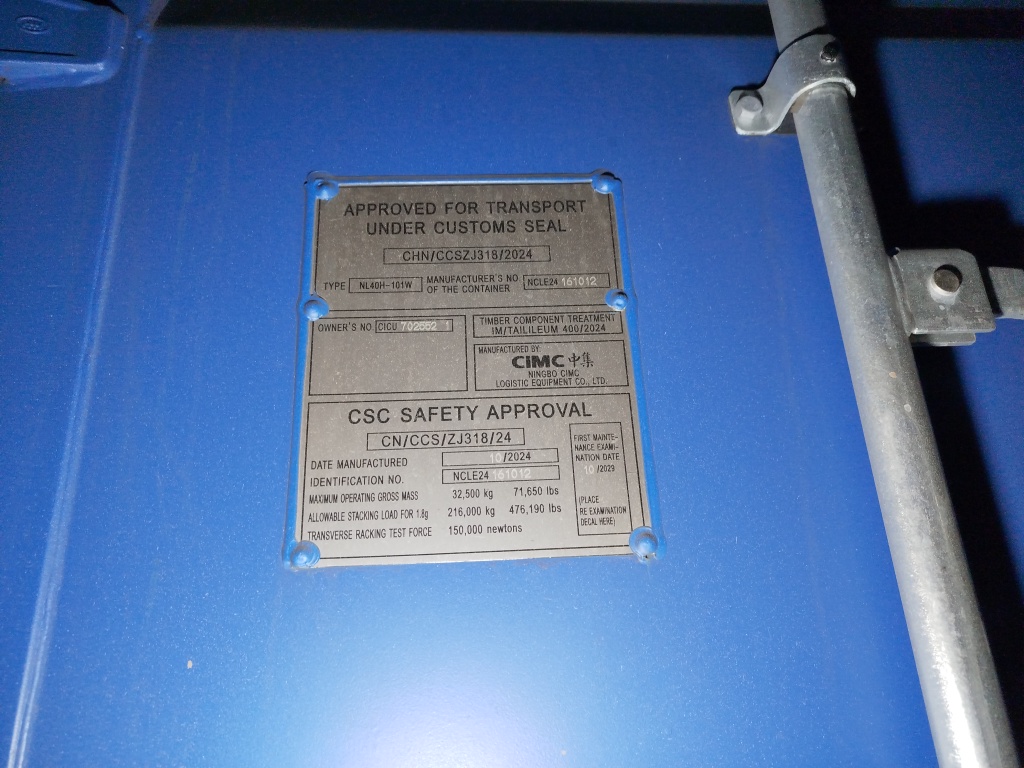 APPROVED FOR TRANSPORT
UNDER CUSTOMS SEAL
CHN/CCSZJ318/2024
TYPE NL40H-101W MANUFACTURER'S NO. OF THE CONTAINER NCLE24 161012
OWNER'S NO. CICU
TIMBER COMPONENT TREATMENT
IM/TAILILEUM 400/2024
MANUFACTURED BY:
CIMC 中集
NINGBO CIMC
LOGISTIC EQUIPMENT CO., LTD.
CSC SAFETY APPROVAL
CN/CCS/ZJ318/24
DATE MANUFACTURED 10/2024
IDENTIFICATION NO. NCLE24 161012
MAXIMUM OPERATING GROSS MASS 32,500 kg 71,650 lbs
ALLOWABLE STACKING LOAD FOR 1.8g 216,000 kg 476,190 lbs
TRANSVERSE RACKING TEST FORCE 150,000 newtons
FIRST MAINTE-
NANCE EXAMI-
NATION DATE
10 /2029
(PLACE
RE EXAMINATION
DECAL HERE)